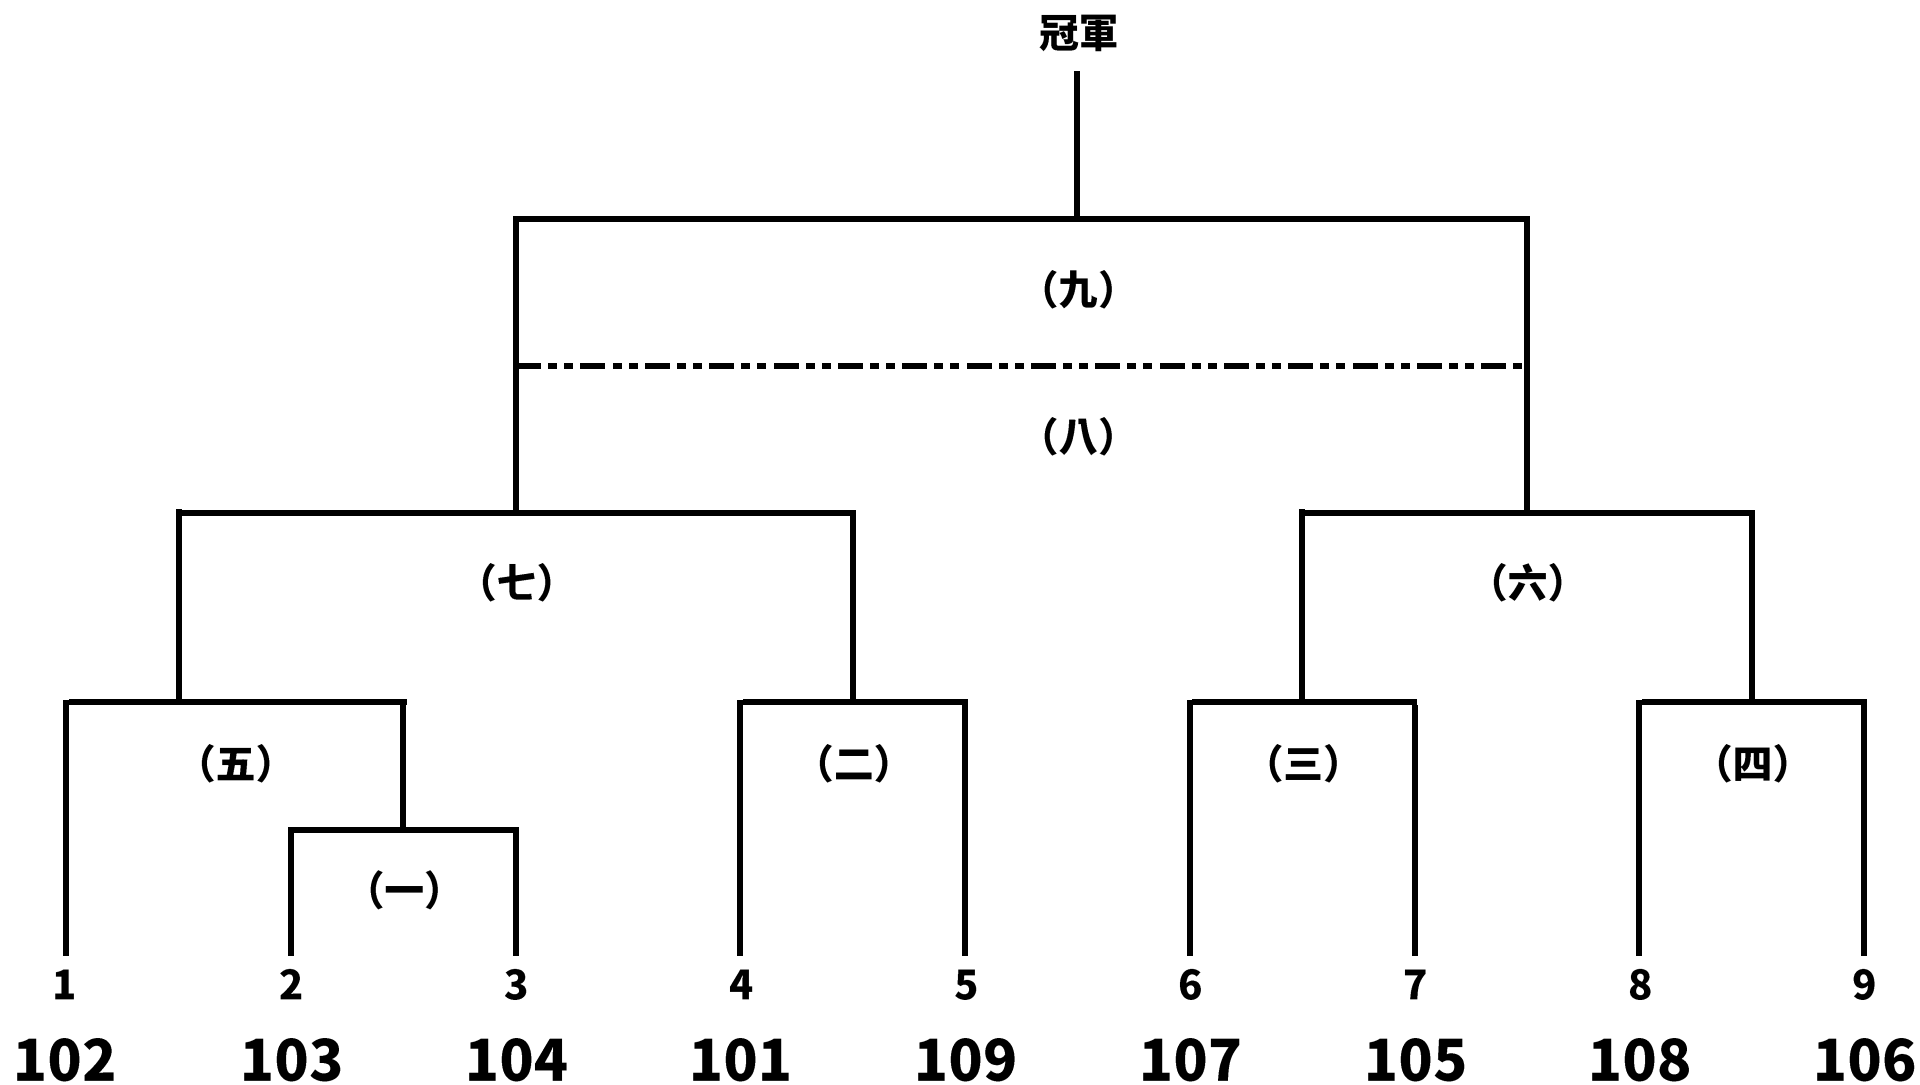 冠軍
（九）
（八）
（七） （六）
（五） （二） （三） （四）
（一）
1 2 3 4 5 6 7 8 9
102 103 104 101 109 107 105 108 106